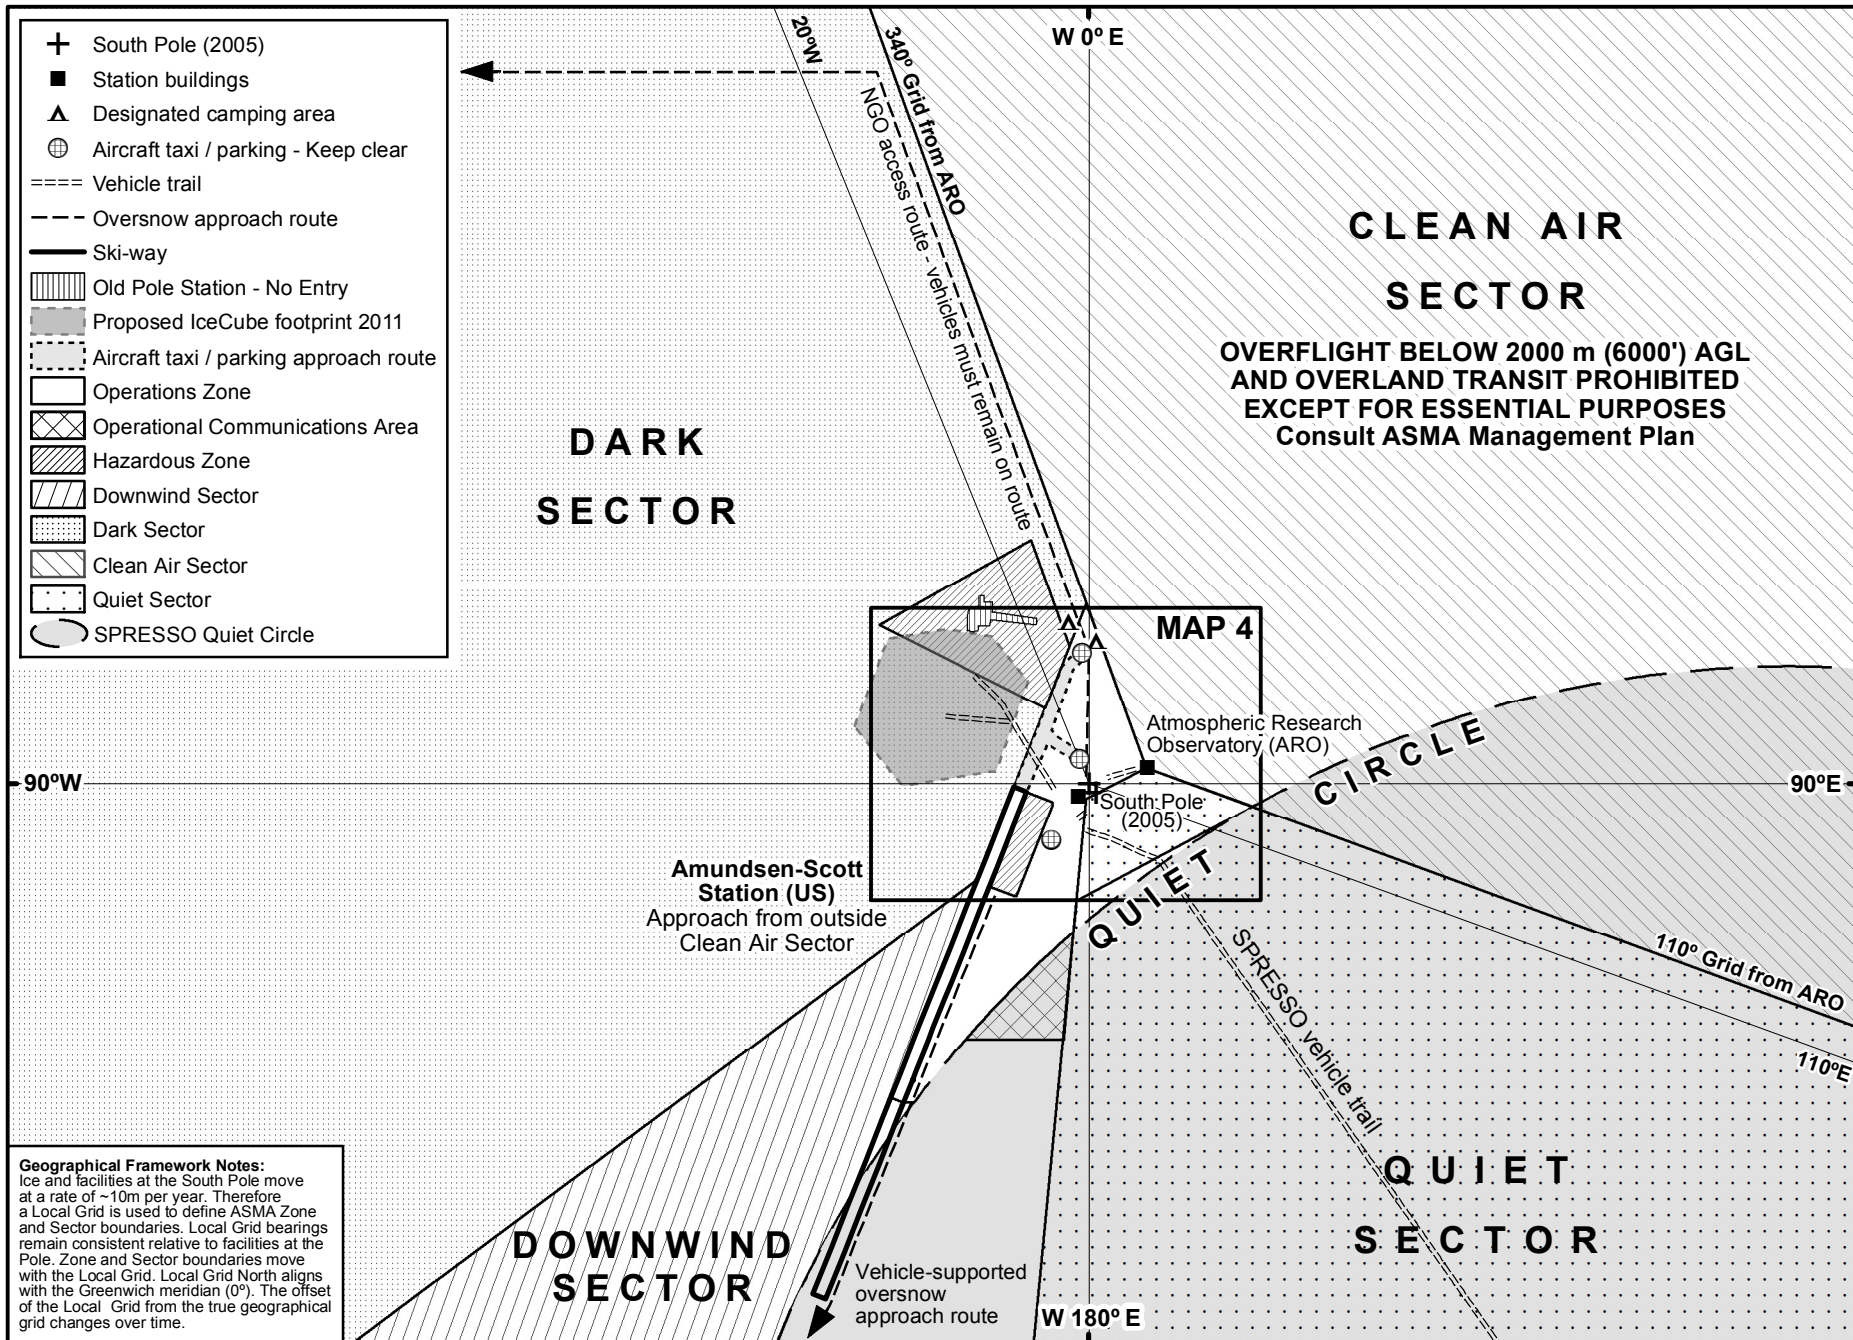 South Pole (2005)
Station buildings
Designated camping area
Aircraft taxi / parking - Keep clear
Vehicle trail
Oversnow approach route
Ski-way
Old Pole Station - No Entry
Proposed IceCube footprint 2011
Aircraft taxi / parking approach route
Operations Zone
Operational Communications Area
Hazardous Zone
Downwind Sector
Dark Sector
Clean Air Sector
Quiet Sector
SPRESSO Quiet Circle
20ºW
340º Grid from ARO
W 0º E
NGO access route - vehicles must remain on route
CLEAN AIR
SECTOR
OVERFLIGHT BELOW 2000 m (6000') AGL
AND OVERLAND TRANSIT PROHIBITED
EXCEPT FOR ESSENTIAL PURPOSES
Consult ASMA Management Plan
DARK
SECTOR
MAP 4
Atmospheric Research
Observatory (ARO)
90ºW
90ºE
South Pole
(2005)
QUIET CIRCLE
Amundsen-Scott
Station (US)
Approach from outside
Clean Air Sector
110º Grid from ARO
110ºE
SPRESSO vehicle trail
QUIET
SECTOR
DOWNWIND
SECTOR
Vehicle-supported
oversnow
approach route
W 180º E
Geographical Framework Notes:
Ice and facilities at the South Pole move
at a rate of ~10m per year. Therefore
a Local Grid is used to define ASMA Zone
and Sector boundaries. Local Grid bearings
remain consistent relative to facilities at the
Pole. Zone and Sector boundaries move
with the Local Grid. Local Grid North aligns
with the Greenwich meridian (0º). The offset
of the Local Grid from the true geographical
grid changes over time.